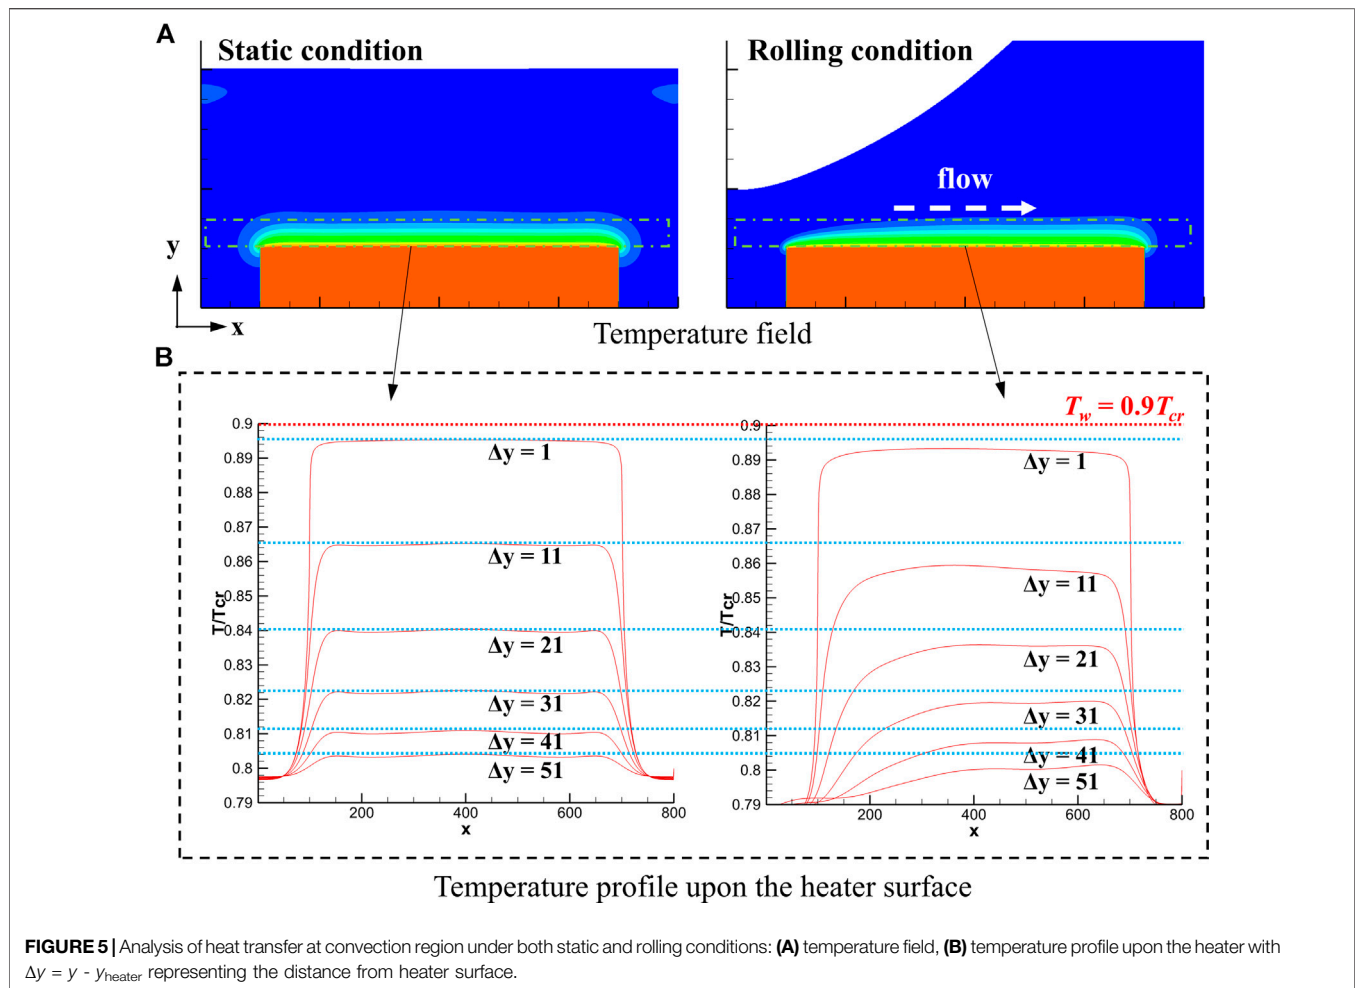 A
Static condition
Rolling condition
flow
y
x
Temperature field
B
T_w = 0.9T_cr
0.9
0.89
0.88
0.87
0.86
0.85
0.84
0.83
0.82
0.81
0.8
0.79
T/Tcr
200
400
600
800
x
Δy = 1
Δy = 11
Δy = 21
Δy = 31
Δy = 41
Δy = 51
0.9
0.89
0.88
0.87
0.86
0.85
0.84
0.83
0.82
0.81
0.8
0.79
T/Tcr
200
400
600
800
x
Δy = 1
Δy = 11
Δy = 21
Δy = 31
Δy = 41
Δy = 51
Temperature profile upon the heater surface
FIGURE 5 | Analysis of heat transfer at convection region under both static and rolling conditions: (A) temperature field, (B) temperature profile upon the heater with
Δy = y - y_heater representing the distance from heater surface.